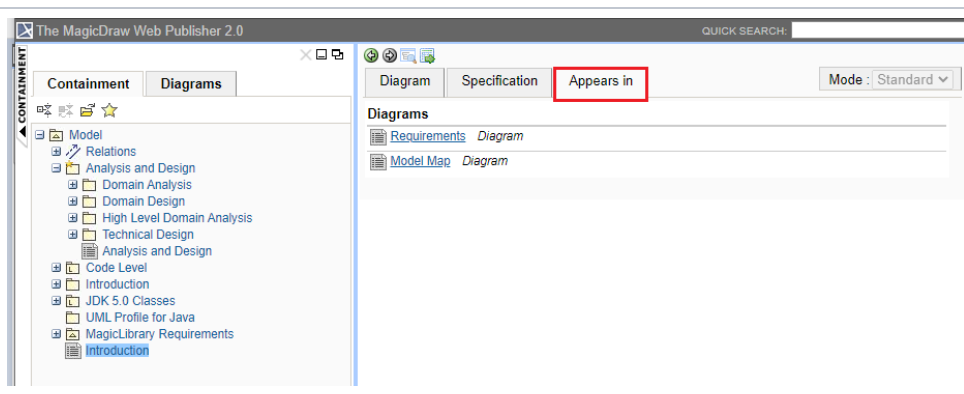 The MagicDraw Web Publisher 2.0
QUICK SEARCH:
CONTAINMENT
Containment Diagrams
Model
Relations
Analysis and Design
Domain Analysis
Domain Design
High Level Domain Analysis
Technical Design
Analysis and Design
Code Level
Introduction
JDK 5.0 Classes
UML Profile for Java
MagicLibrary Requirements
Introduction
Diagram Specification Appears in
Mode : Standard
Diagrams
Requirements Diagram
Model Map Diagram